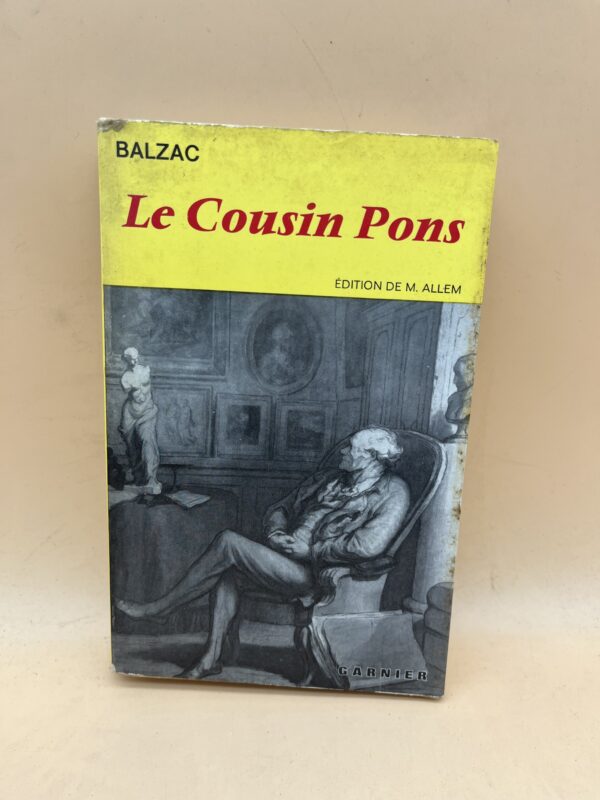 BALZAC
Le Cousin Pons
ÉDITION DE M. ALLEM
GARNIER